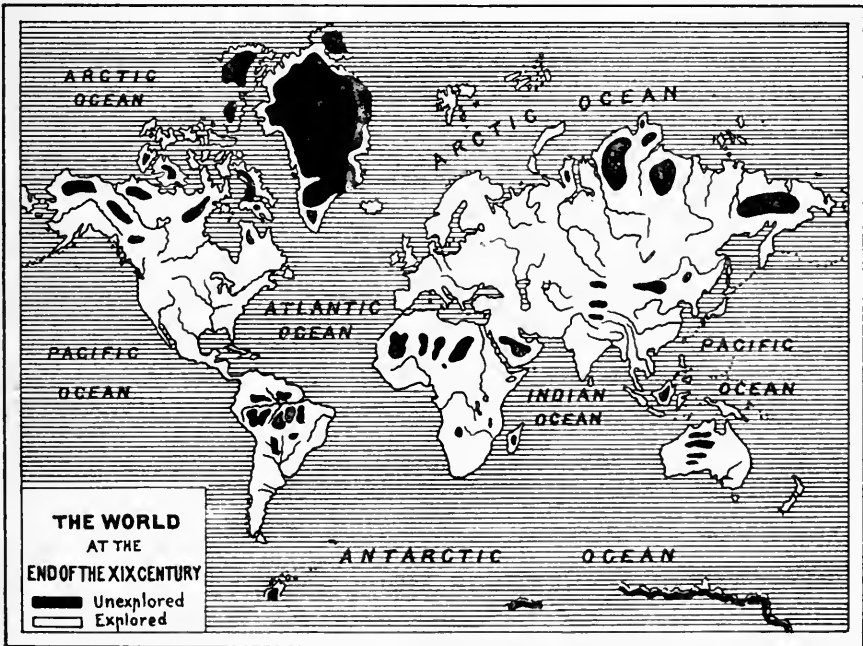 ARCTIC
OCEAN
ARCTIC OCEAN
ATLANTIC
OCEAN
PACIFIC
OCEAN
PACIFIC
OCEAN
INDIAN
OCEAN
ANTARCTIC OCEAN
THE WORLD
AT THE
END OF THE XIX CENTURY
Unexplored
Explored